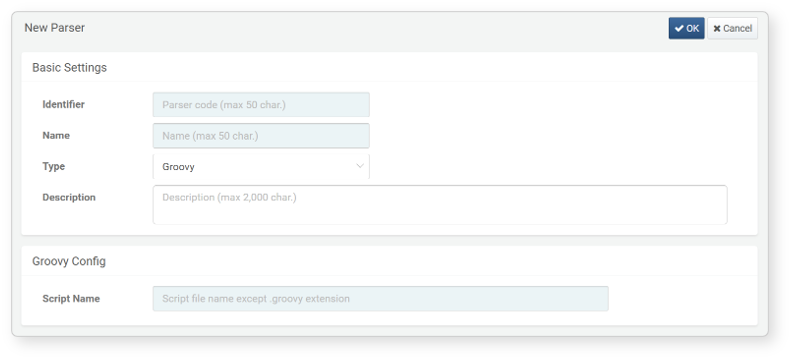 New Parser
OK Cancel
Basic Settings
Identifier Parser code (max 50 char.)
Name Name (max 50 char.)
Type Groovy
Description Description (max 2,000 char.)
Groovy Config
Script Name Script file name except .groovy extension